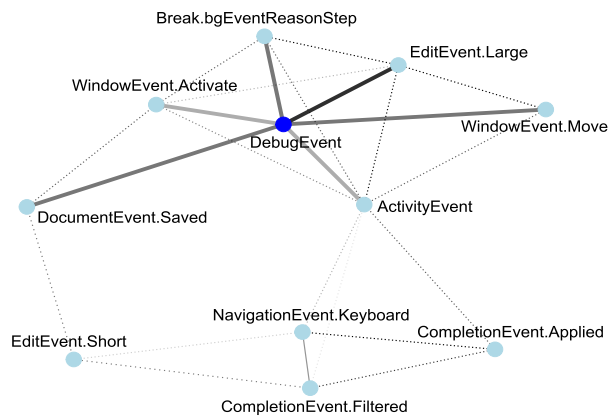 Break.bgEventReasonStep
EditEvent.Large
WindowEvent.Activate
WindowEvent.Move
DebugEvent
ActivityEvent
DocumentEvent.Saved
NavigationEvent.Keyboard
CompletionEvent.Applied
EditEvent.Short
CompletionEvent.Filtered